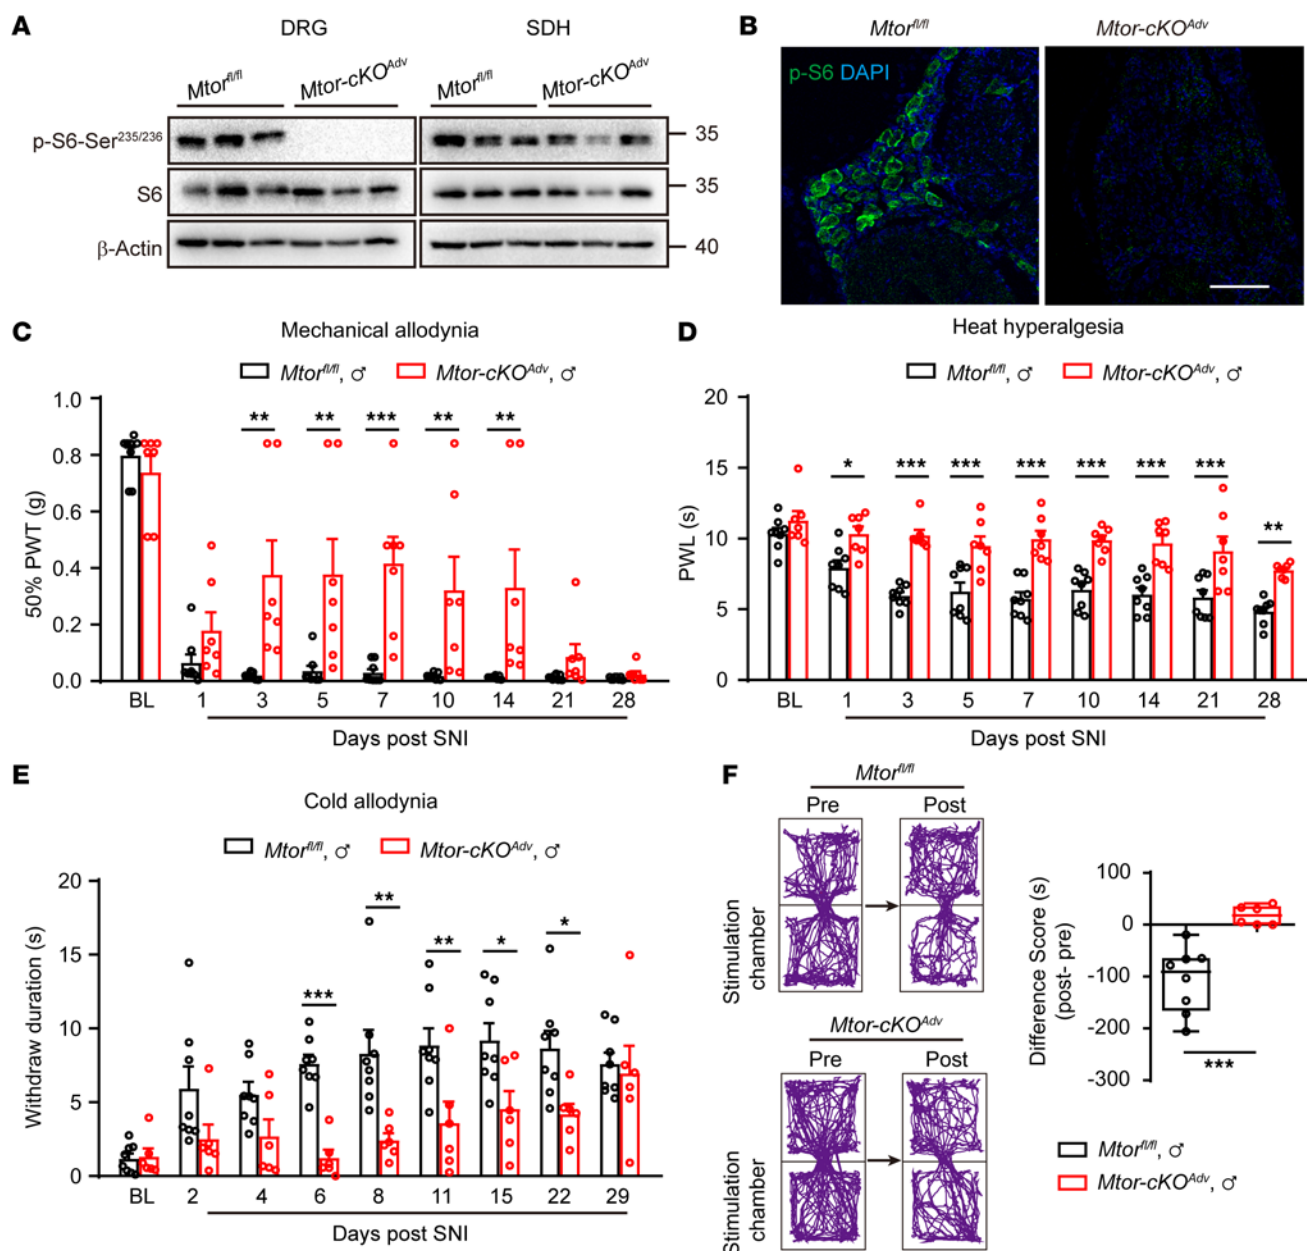 A
DRG
SDH
Mtor^fl/fl
Mtor-cKO^Adv
Mtor^fl/fl
Mtor-cKO^Adv
p-S6-Ser^235/236
35
S6
35
β-Actin
40
B
Mtor^fl/fl
Mtor-cKO^Adv
p-S6 DAPI
C
Mechanical allodynia
Mtor^fl/fl, ♂
Mtor-cKO^Adv, ♂
50% PWT (g)
1.0
0.8
0.6
0.4
0.2
0.0
** ** *** ** **
BL 1 3 5 7 10 14 21 28
Days post SNI
D
Heat hyperalgesia
Mtor^fl/fl, ♂
Mtor-cKO^Adv, ♂
PWL (s)
20
15
10
5
0
* *** *** *** *** *** *** **
BL 1 3 5 7 10 14 21 28
Days post SNI
E
Cold allodynia
Mtor^fl/fl, ♂
Mtor-cKO^Adv, ♂
Withdraw duration (s)
20
15
10
5
0
*** ** ** * *
BL 2 4 6 8 11 15 22 29
Days post SNI
F
Mtor^fl/fl
Pre
Post
Stimulation
chamber
Mtor-cKO^Adv
Pre
Post
Stimulation
chamber
Difference Score (s)
(post- pre)
100
0
-100
-200
-300
***
Mtor^fl/fl, ♂
Mtor-cKO^Adv, ♂